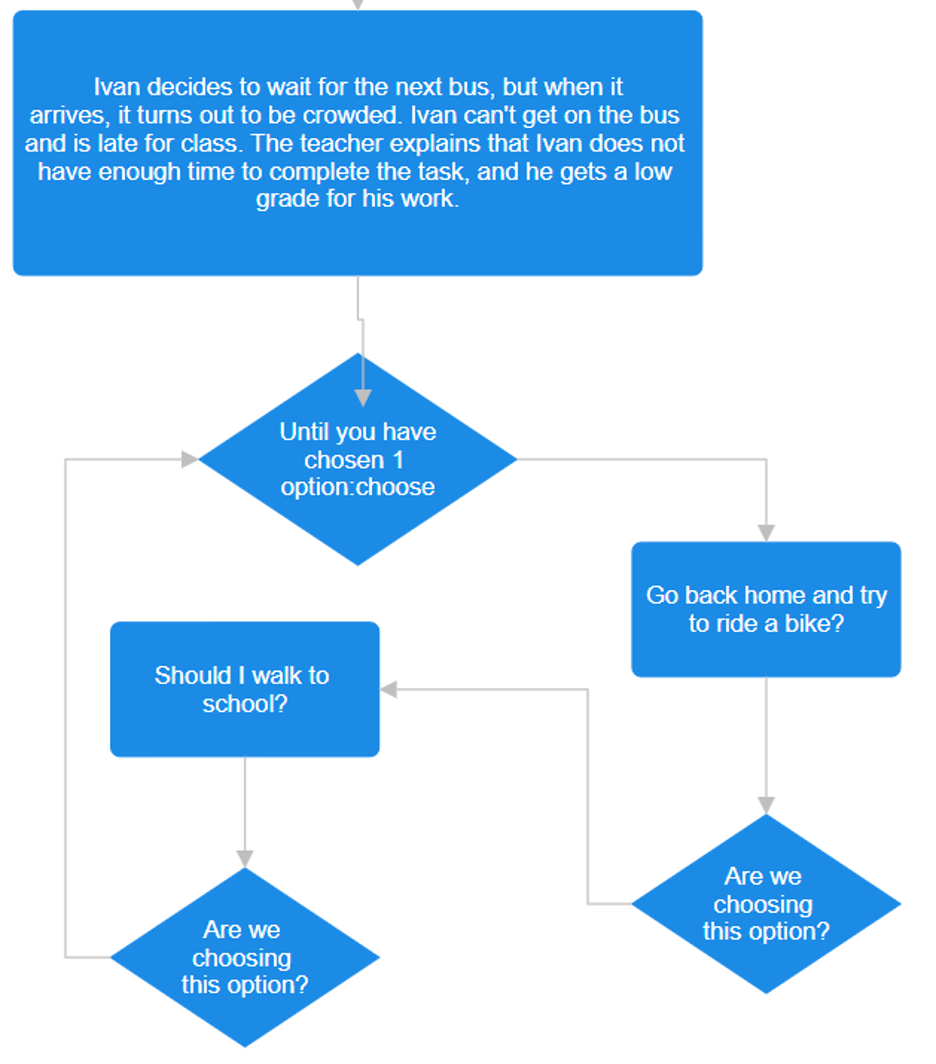 Ivan decides to wait for the next bus, but when it
arrives, it turns out to be crowded. Ivan can't get on the bus
and is late for class. The teacher explains that Ivan does not
have enough time to complete the task, and he gets a low
grade for his work.
Until you have
chosen 1
option:choose
Go back home and try
to ride a bike?
Should I walk to
school?
Are we
choosing
this option?
Are we
choosing
this option?